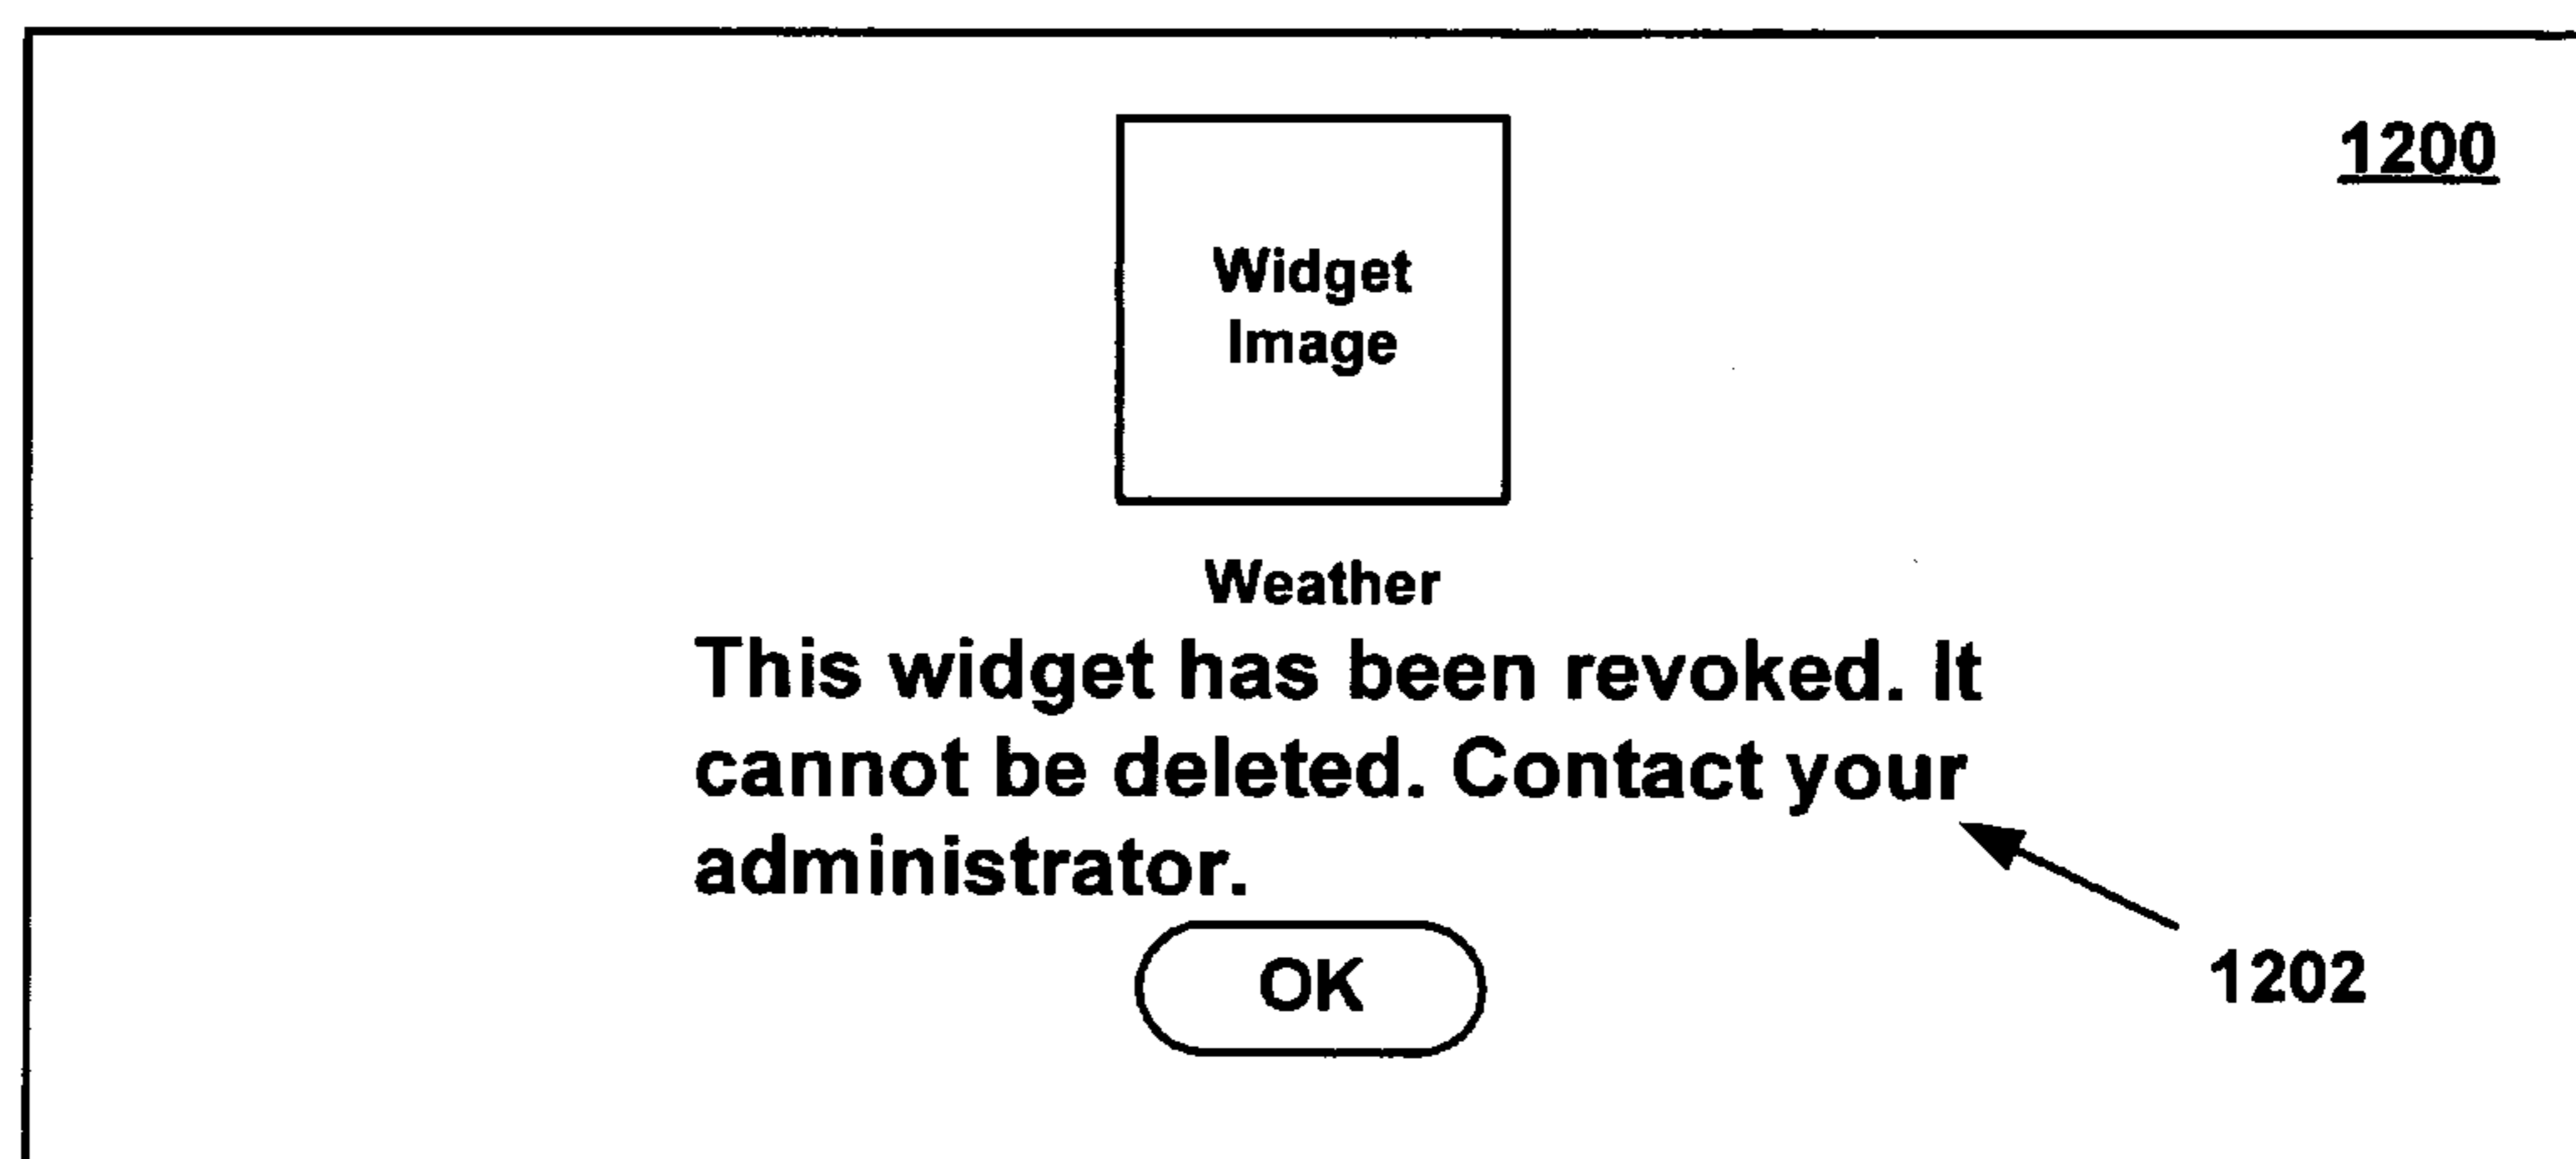 1200
Widget
Image
Weather
This widget has been revoked. It
cannot be deleted. Contact your
administrator.
OK
1202